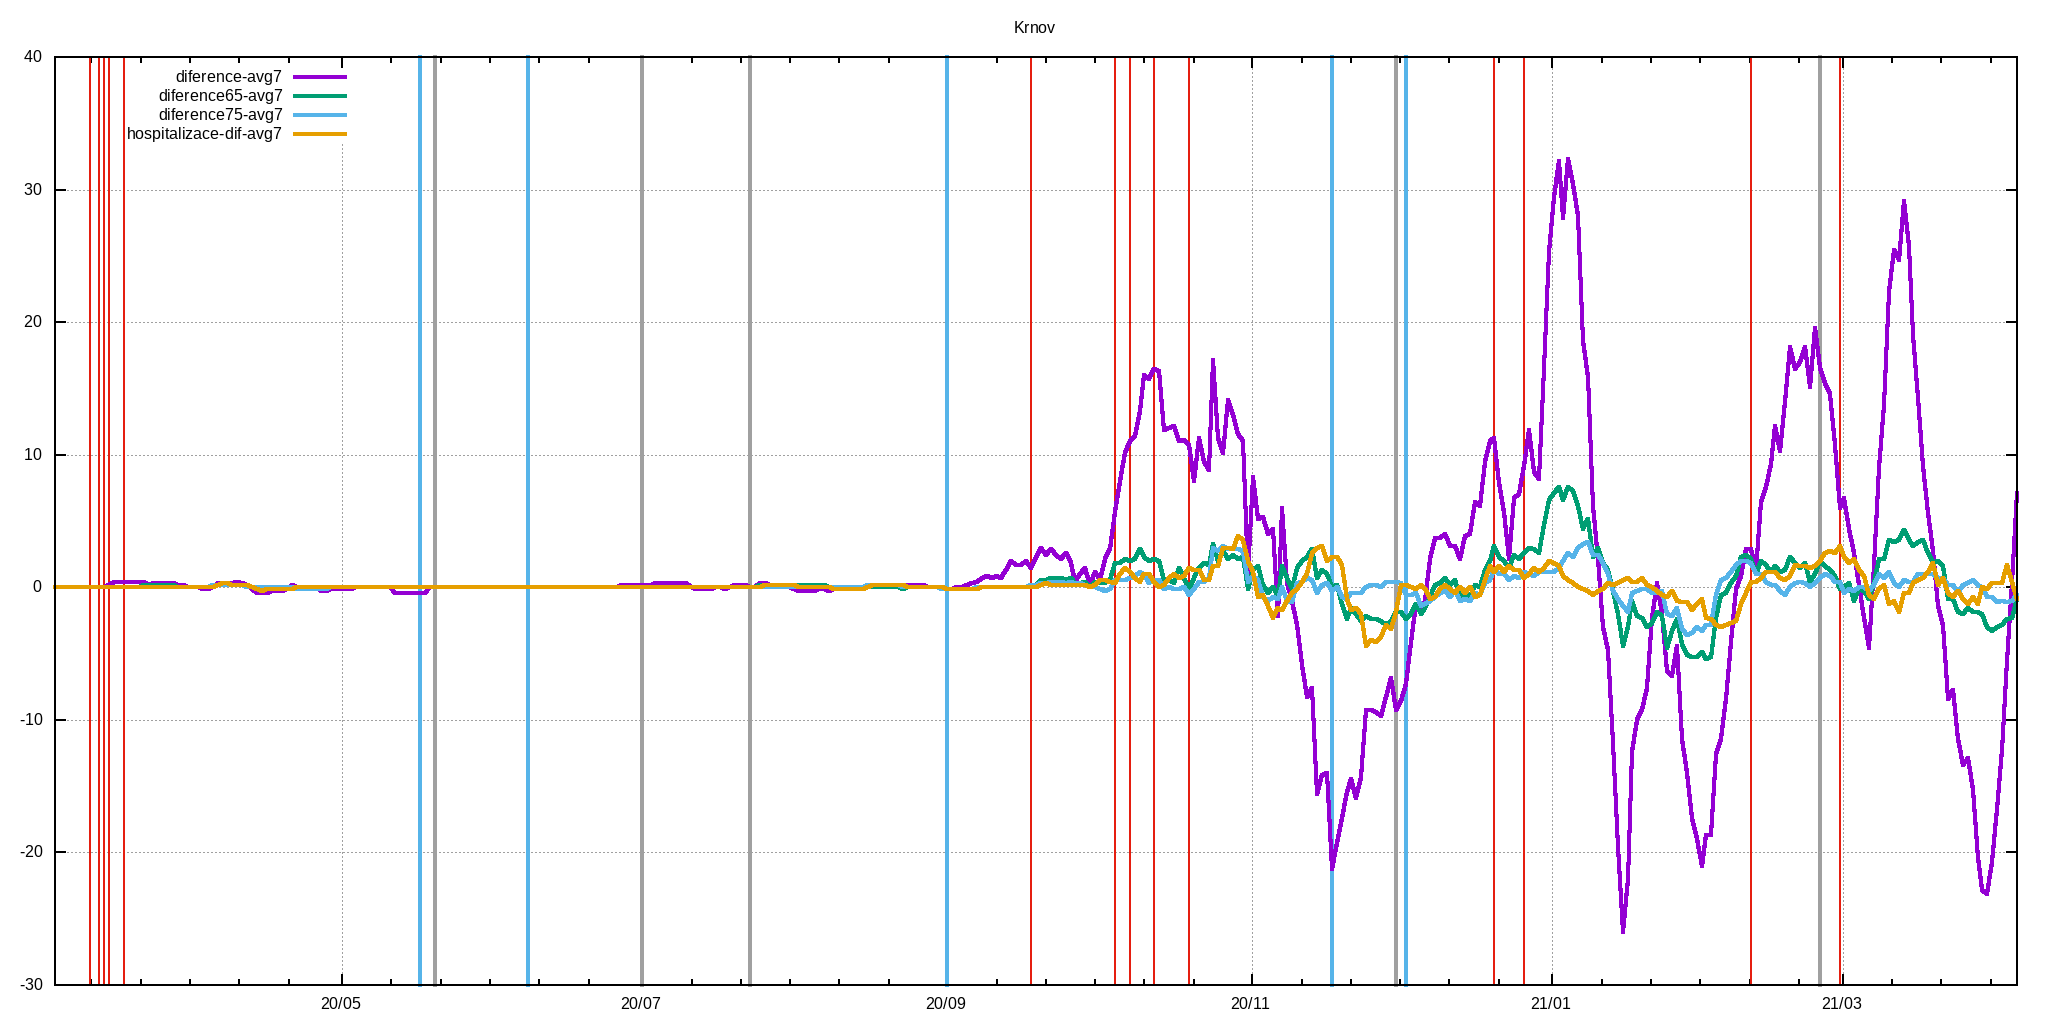 Krnov
40
30
20
10
0
-10
-20
-30
diference-avg7
diference65-avg7
diference75-avg7
hospitalizace-dif-avg7
20/05 20/07 20/09 20/11 21/01 21/03